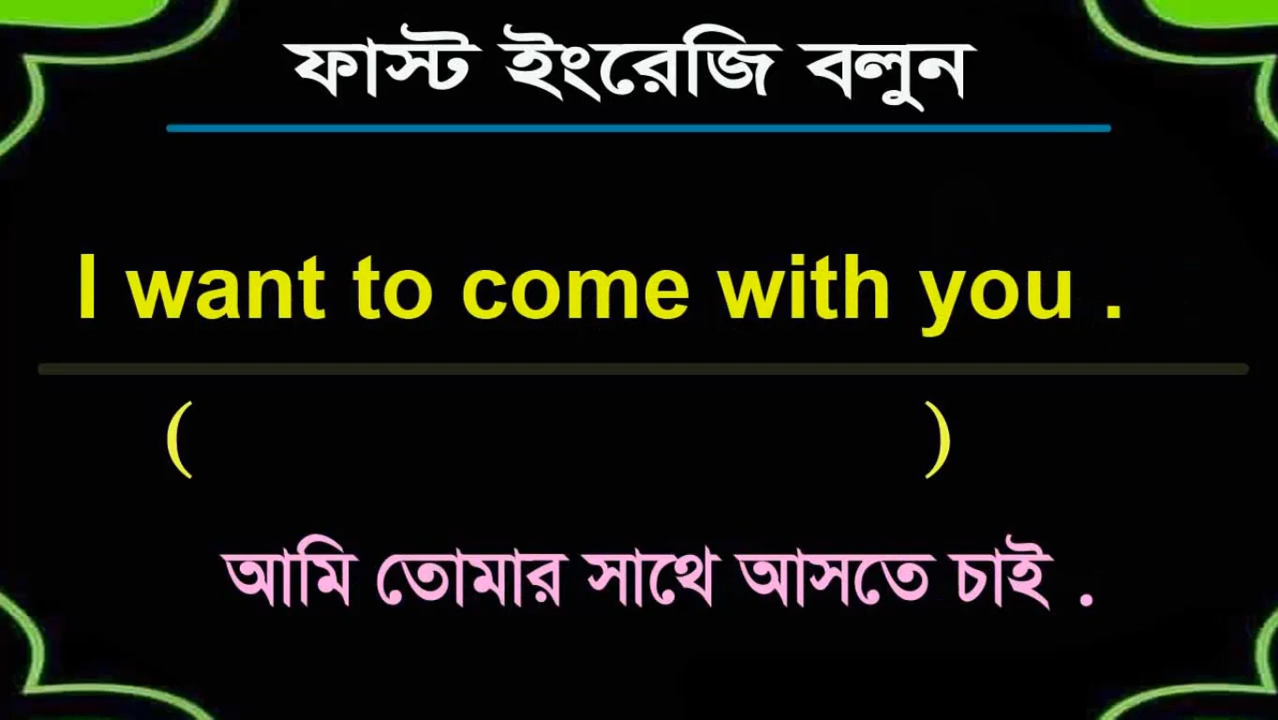 ফাস্ট ইংরেজি বলুন
I want to come with you .
( )
আমি তোমার সাথে আসতে চাই .